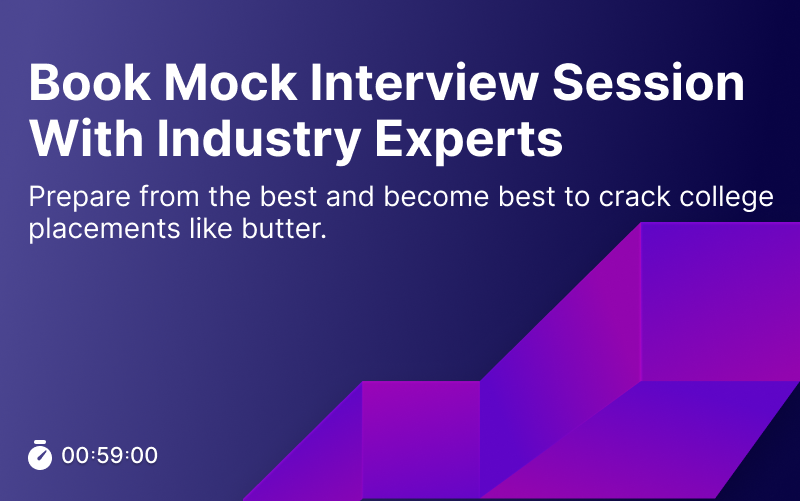 Book Mock Interview Session
With Industry Experts
Prepare from the best and become best to crack college
placements like butter.
00:59:00